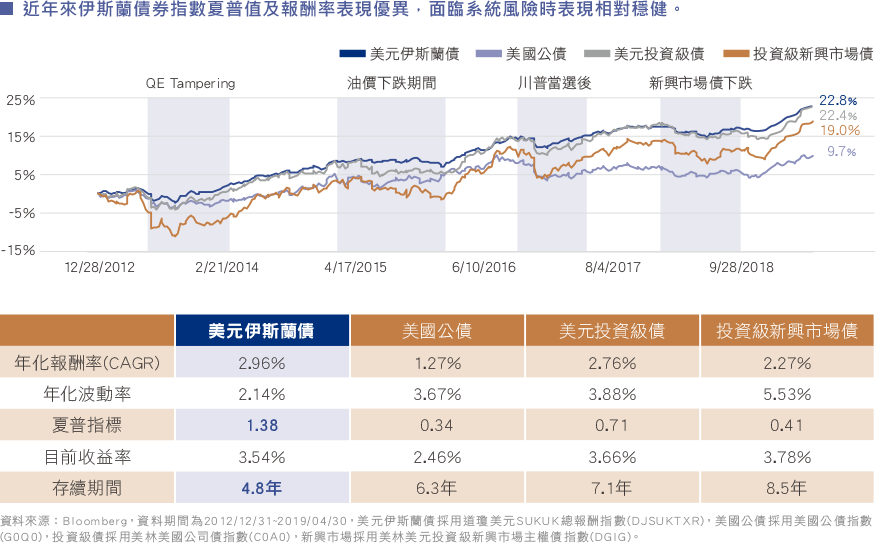 近年來伊斯蘭債券指數夏普值及報酬率表現優異，面臨系統風險時表現相對穩健。
美元伊斯蘭債 美國公債 美元投資級債 投資級新興市場債
QE Tampering 油價下跌期間 川普當選後 新興市場債下跌
25%
15%
5%
-5%
-15%
22.8%
22.4%
19.0%
9.7%
12/28/2012 2/21/2014 4/17/2015 6/10/2016 8/4/2017 9/28/2018
美元伊斯蘭債 美國公債 美元投資級債 投資級新興市場債
年化報酬率(CAGR) 2.96% 1.27% 2.76% 2.27%
年化波動率 2.14% 3.67% 3.88% 5.53%
夏普指標 1.38 0.34 0.71 0.41
目前收益率 3.54% 2.46% 3.66% 3.78%
存續期間 4.8年 6.3年 7.1年 8.5年
資料來源：Bloomberg，資料期間為2012/12/31-2019/04/30，美元伊斯蘭債採用道瓊美元SUKUK總報酬指數(DJSUKTXR)，美國公債採用美國公債指數
(G0Q0)，投資級債採用美林美國公司債指數(C0A0)，新興市場採用美林美元投資級新興市場主權債指數(DGIG)。